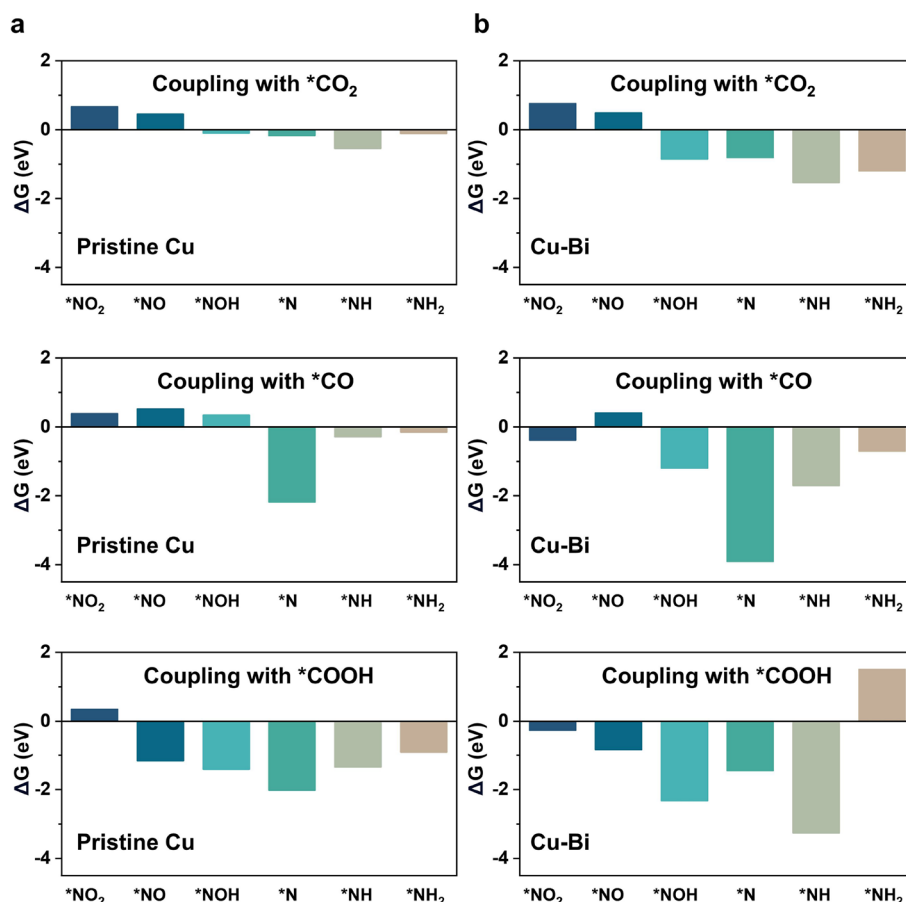 a
2
Coupling with *CO₂
0
ΔG (eV)
-2
Pristine Cu
-4
*NO₂ *NO *NOH *N *NH *NH₂
b
2
Coupling with *CO₂
0
ΔG (eV)
-2
Cu-Bi
-4
*NO₂ *NO *NOH *N *NH *NH₂
2
Coupling with *CO
0
ΔG (eV)
-2
Pristine Cu
-4
*NO₂ *NO *NOH *N *NH *NH₂
2
Coupling with *CO
0
ΔG (eV)
-2
Cu-Bi
-4
*NO₂ *NO *NOH *N *NH *NH₂
2
Coupling with *COOH
0
ΔG (eV)
-2
Pristine Cu
-4
*NO₂ *NO *NOH *N *NH *NH₂
2
Coupling with *COOH
0
ΔG (eV)
-2
Cu-Bi
-4
*NO₂ *NO *NOH *N *NH *NH₂